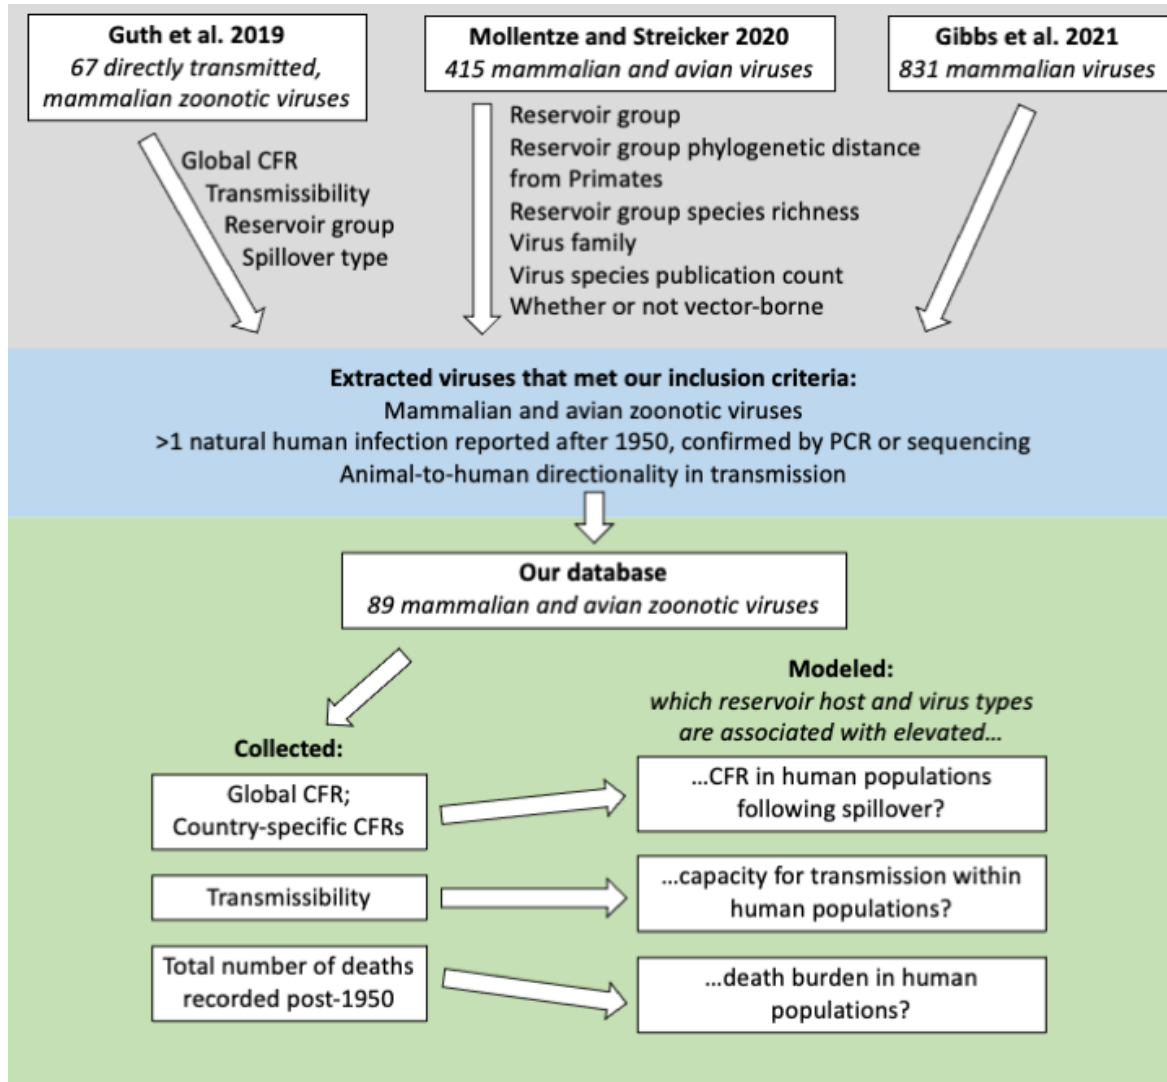 Guth et al. 2019
67 directly transmitted,
mammalian zoonotic viruses
Mollentze and Streicker 2020
415 mammalian and avian viruses
Gibbs et al. 2021
831 mammalian viruses
Global CFR
Transmissibility
Reservoir group
Spillover type
Reservoir group
Reservoir group phylogenetic distance
from Primates
Reservoir group species richness
Virus family
Virus species publication count
Whether or not vector-borne
Extracted viruses that met our inclusion criteria:
Mammalian and avian zoonotic viruses
>1 natural human infection reported after 1950, confirmed by PCR or sequencing
Animal-to-human directionality in transmission
Our database
89 mammalian and avian zoonotic viruses
Collected:
Global CFR;
Country-specific CFRs
Transmissibility
Total number of deaths
recorded post-1950
Modeled:
which reservoir host and virus types
are associated with elevated…
…CFR in human populations
following spillover?
…capacity for transmission within
human populations?
…death burden in human
populations?